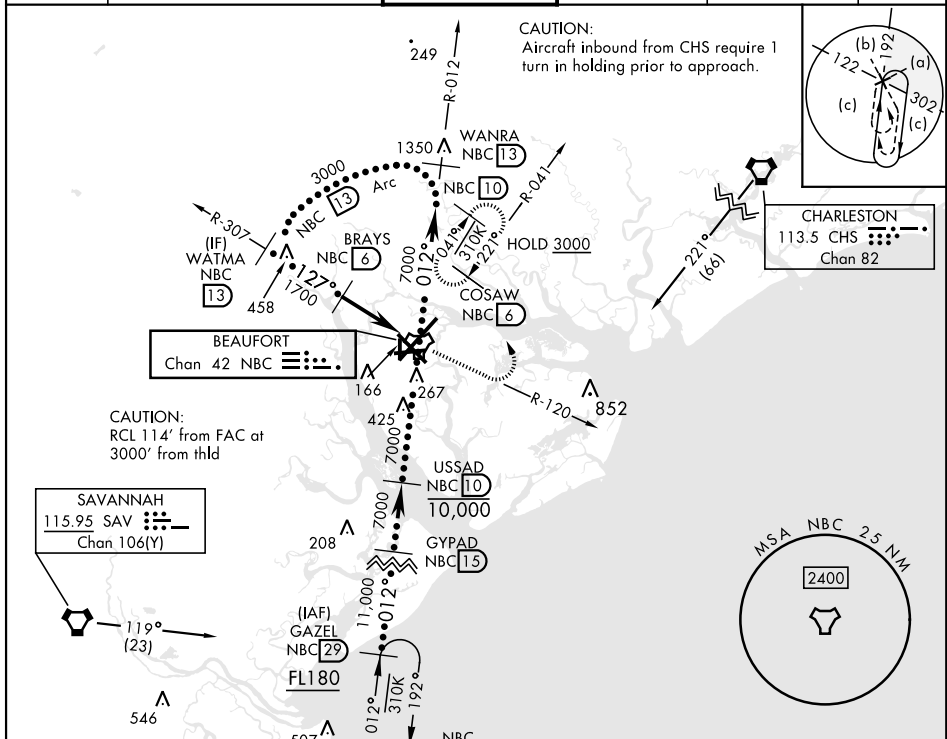 CAUTION:
Aircraft inbound from CHS require 1
turn in holding prior to approach.
249
R-012
(b)
192
(a)
122
302
(c)
(c)
WANRA
NBC 13
1350
3000
Arc
NBC 13
NBC 10
R-041
041°
310K
221°
HOLD 3000
CHARLESTON
113.5 CHS
Chan 82
221°
(66)
R-307
(IF)
WATMA
NBC
13
BRAYS
NBC 6
7000
012°
127°
1700
458
COSAW
NBC 6
BEAUFORT
Chan 42 NBC
166
267
R-120
852
425
CAUTION:
RCL 114' from FAC at
3000' from thld
7000
USSAD
NBC 10
10,000
SAVANNAH
115.95 SAV
Chan 106(Y)
7000
208
GYPAD
NBC 15
MSA NBC 25 NM
2400
119°
(23)
11,000
012°
(IAF)
GAZEL
NBC 29
FL180
012°
310K
192°
546
507
NBC